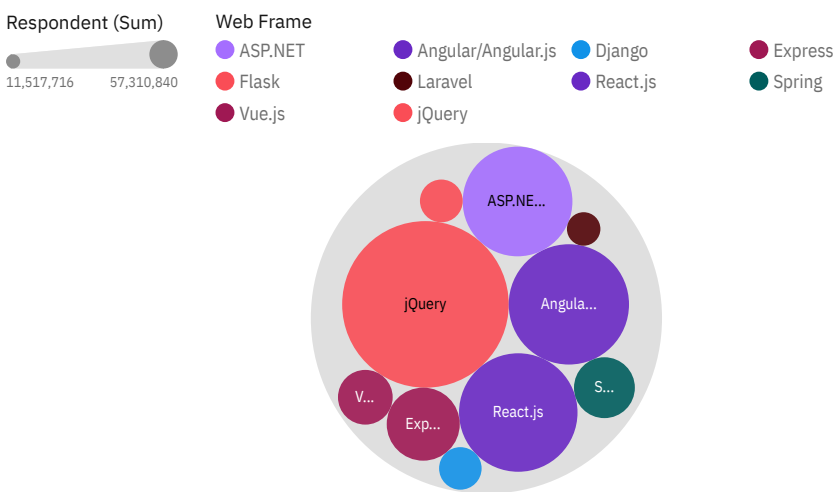 Respondent (Sum)
11,517,716 57,310,840
Web Frame
ASP.NET Angular/Angular.js Django Express
Flask Laravel React.js Spring
Vue.js jQuery
ASP.NE...
jQuery
Angula...
V...
S...
Exp...
React.js